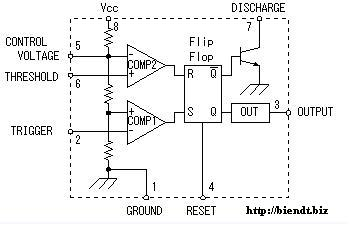 Vcc
DISCHARGE
8
7
CONTROL
VOLTAGE
5
Flip
Flop
THRESHOLD
6
-
+
COMP2
R
Q
S
Q
+
-
COMP1
OUT
3
OUTPUT
TRIGGER
2
1
4
GROUND
RESET
http://biendt.biz